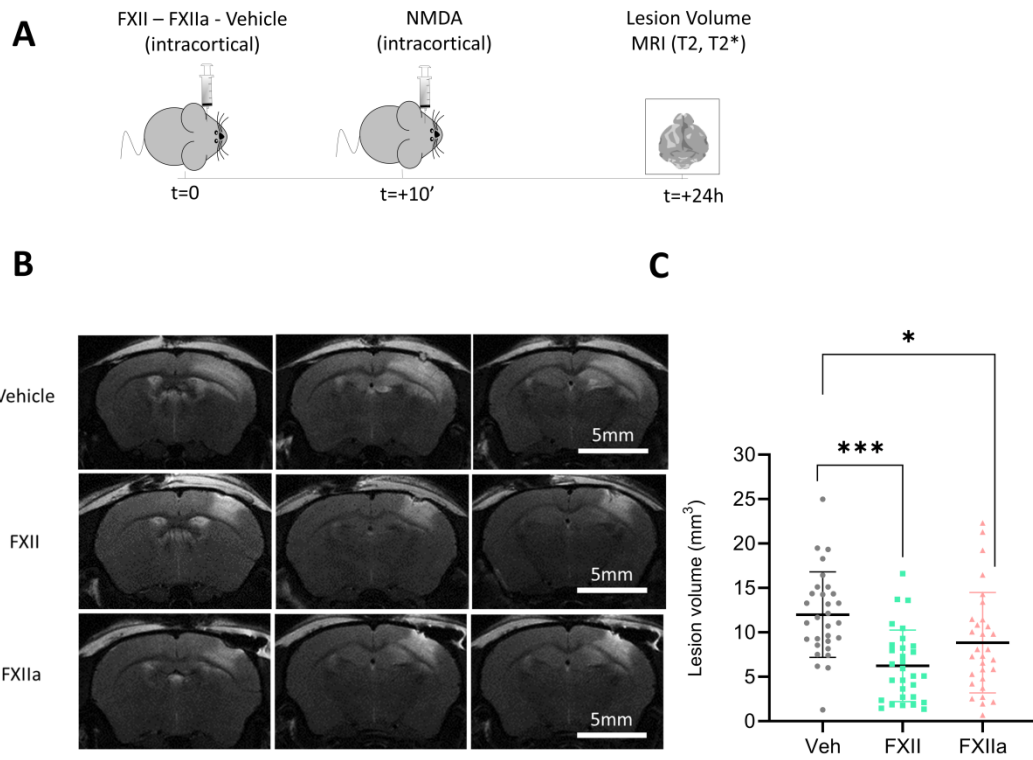 A
FXII – FXIIa - Vehicle
(intracortical)
NMDA
(intracortical)
Lesion Volume
MRI (T2, T2*)
t=0
t=+10′
t=+24h
B
Vehicle
5mm
FXII
5mm
FXIIa
5mm
C
*
***
Lesion volume (mm³)
30
25
20
15
10
5
0
Veh
FXII
FXIIa